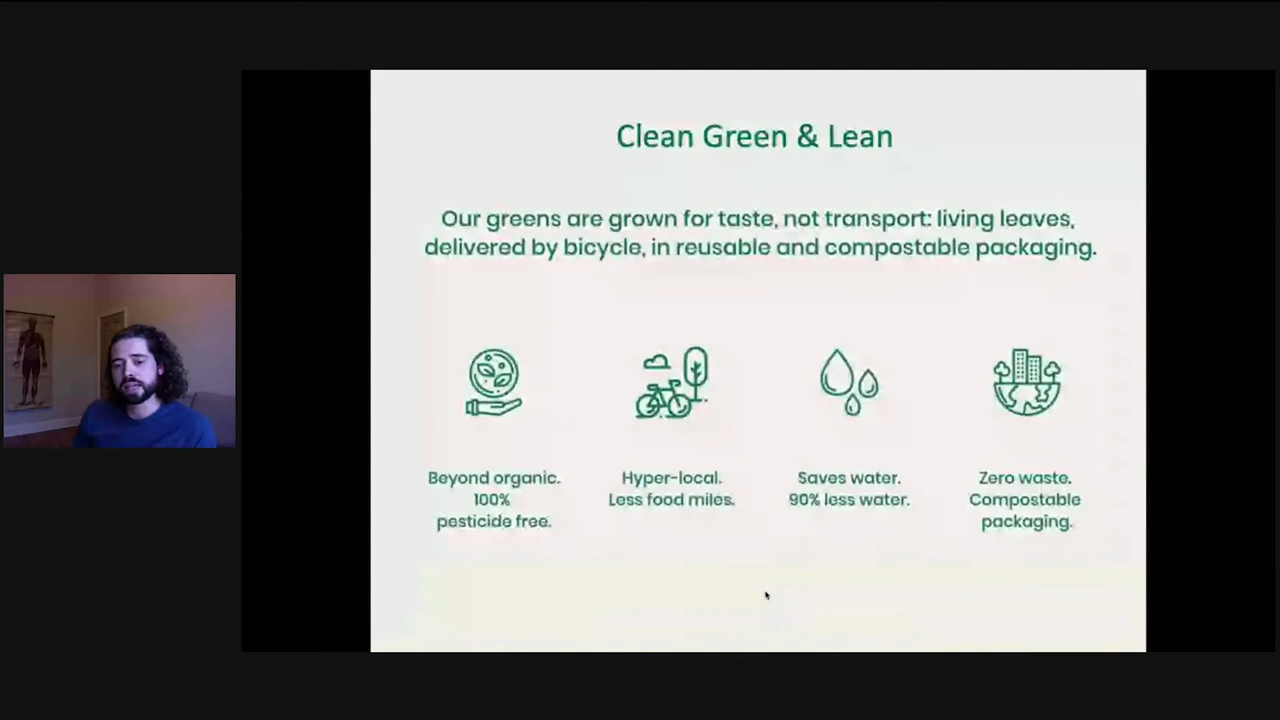 Clean Green & Lean
Our greens are grown for taste, not transport: living leaves,
delivered by bicycle, in reusable and compostable packaging.
Beyond organic.
100%
pesticide free.
Hyper-local.
Less food miles.
Saves water.
90% less water.
Zero waste.
Compostable
packaging.